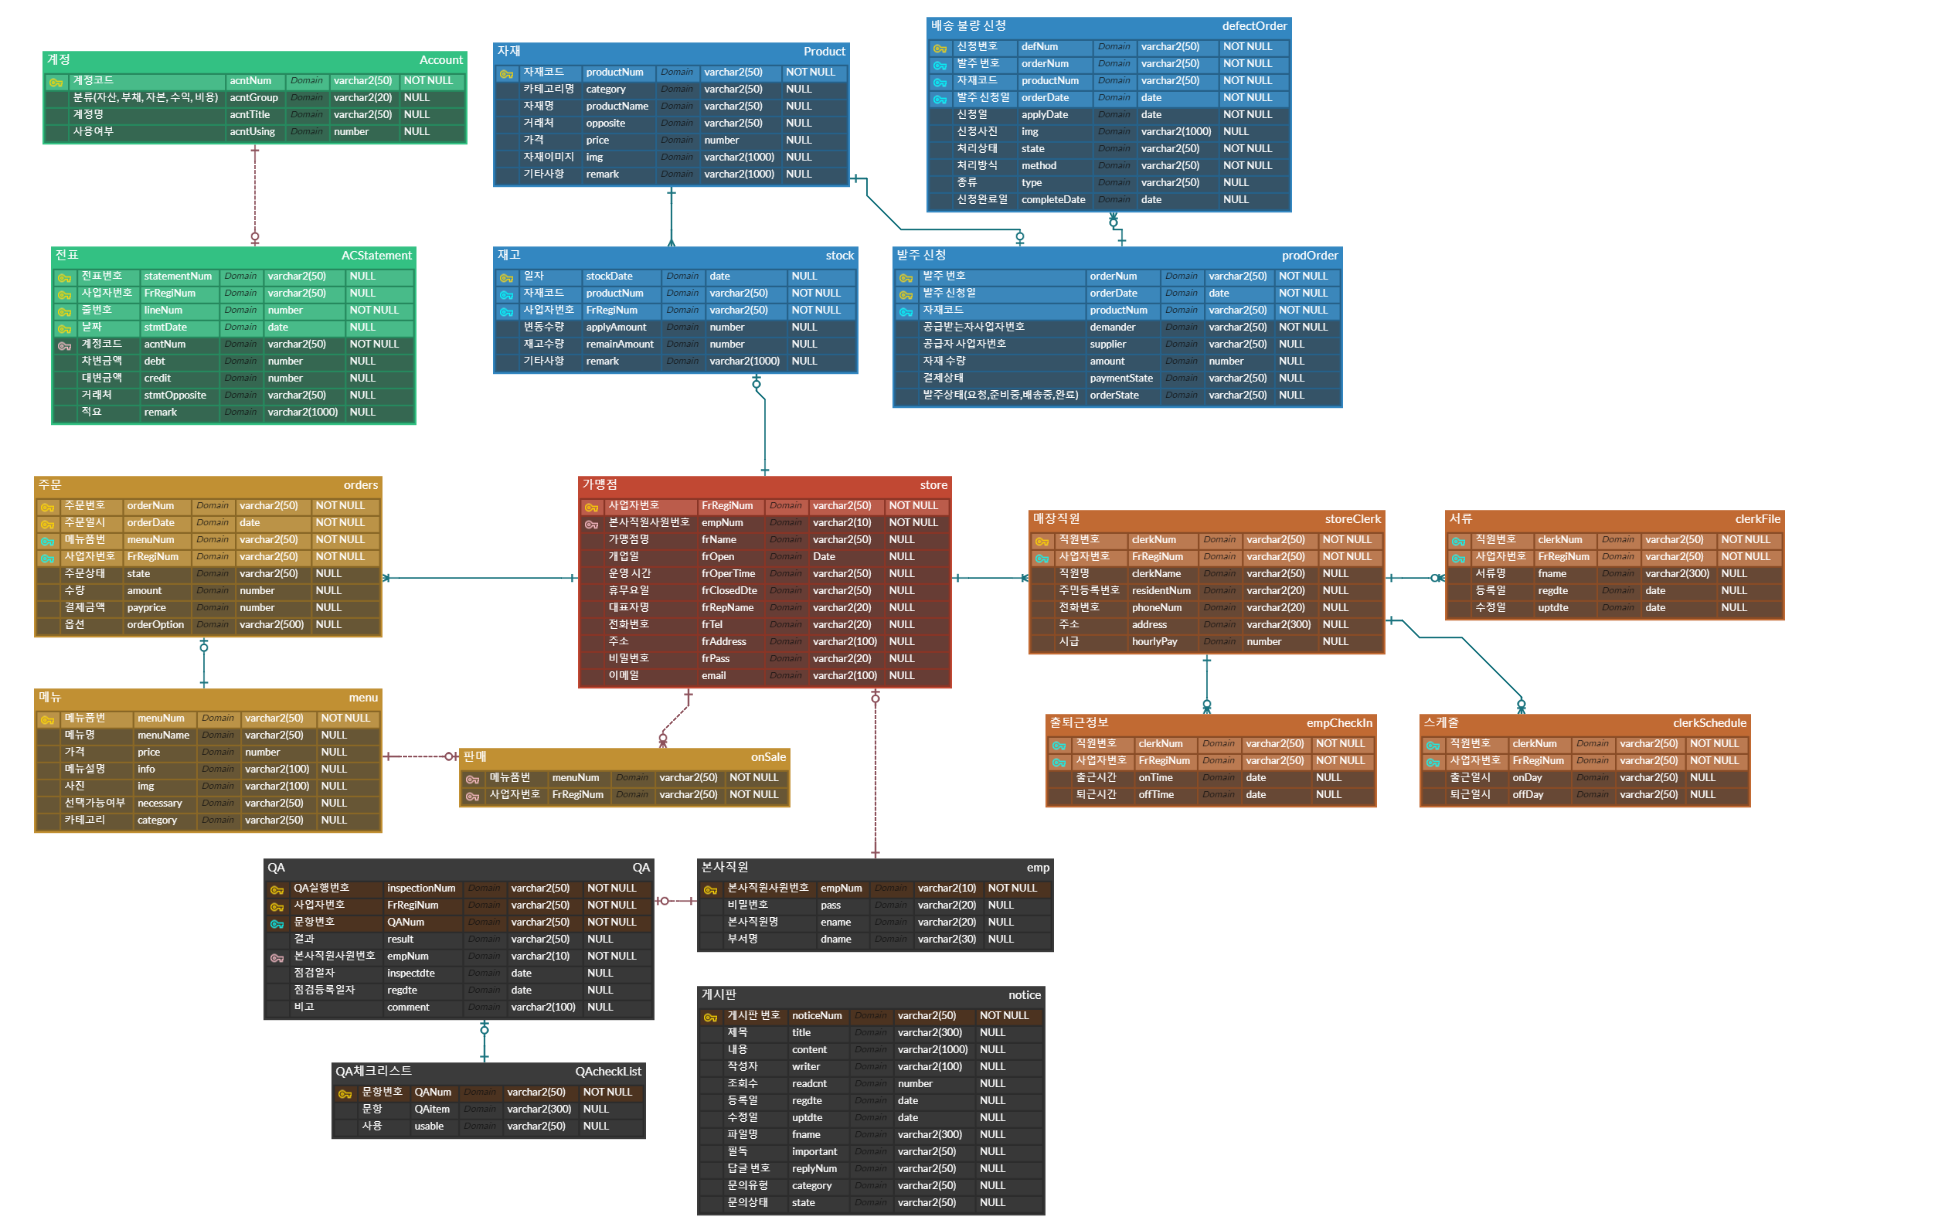 계정 Account
계정코드 acntNum Domain varchar2(50) NOT NULL
분류(자산, 부채, 자본, 수익, 비용) acntGroup Domain varchar2(20) NULL
계정명 acntTitle Domain varchar2(50) NULL
사용여부 acntUsing Domain number NULL
자재 Product
자재코드 productNum Domain varchar2(50) NOT NULL
카테고리명 category Domain varchar2(50) NULL
자재명 productName Domain varchar2(50) NULL
거래처 opposite Domain varchar2(50) NULL
가격 price Domain number NULL
자재이미지 img Domain varchar2(1000) NULL
기타사항 remark Domain varchar2(1000) NULL
배송 불량 신청 defectOrder
신청번호 defNum Domain varchar2(50) NOT NULL
발주 번호 orderNum Domain varchar2(50) NOT NULL
자재코드 productNum Domain varchar2(50) NOT NULL
발주 신청일 orderDate Domain date NOT NULL
신청일 applyDate Domain date NOT NULL
신청사진 img Domain varchar2(1000) NULL
처리상태 state Domain varchar2(50) NOT NULL
처리방식 method Domain varchar2(50) NOT NULL
종류 type Domain varchar2(50) NULL
신청완료일 completeDate Domain date NULL
전표 ACStatement
전표번호 statementNum Domain varchar2(50) NULL
사업자번호 FrRegiNum Domain varchar2(50) NULL
줄번호 lineNum Domain number NOT NULL
날짜 stmtDate Domain date NULL
계정코드 acntNum Domain varchar2(50) NOT NULL
차변금액 debt Domain number NULL
대변금액 credit Domain number NULL
거래처 stmtOpposite Domain varchar2(50) NULL
적요 remark Domain varchar2(1000) NULL
재고 stock
일자 stockDate Domain date NULL
자재코드 productNum Domain varchar2(50) NOT NULL
사업자번호 FrRegiNum Domain varchar2(50) NOT NULL
변동수량 applyAmount Domain number NULL
재고수량 remainAmount Domain number NULL
기타사항 remark Domain varchar2(1000) NULL
발주 신청 prodOrder
발주 번호 orderNum Domain varchar2(50) NOT NULL
발주 신청일 orderDate Domain date NOT NULL
자재코드 productNum Domain varchar2(50) NOT NULL
공급받는자사업자번호 demander Domain varchar2(50) NOT NULL
공급자 사업자번호 supplier Domain varchar2(50) NULL
자재 수량 amount Domain number NULL
결제상태 paymentState Domain varchar2(50) NULL
발주상태(요청,준비중,배송중,완료) orderState Domain varchar2(50) NULL
주문 orders
주문번호 orderNum Domain varchar2(50) NOT NULL
주문일시 orderDate Domain date NOT NULL
메뉴품번 menuNum Domain varchar2(50) NOT NULL
사업자번호 FrRegiNum Domain varchar2(50) NOT NULL
주문상태 state Domain varchar2(50) NULL
수량 amount Domain number NULL
결제금액 payprice Domain number NULL
옵션 orderOption Domain varchar2(500) NULL
가맹점 store
사업자번호 FrRegiNum Domain varchar2(50) NOT NULL
본사직원사원번호 empNum Domain varchar2(10) NOT NULL
가맹점명 frName Domain varchar2(50) NULL
개업일 frOpen Domain Date NULL
운영 시간 frOperTime Domain varchar2(50) NULL
휴무요일 frClosedDte Domain varchar2(50) NULL
대표자명 frRepName Domain varchar2(20) NULL
전화번호 frTel Domain varchar2(20) NULL
주소 frAddress Domain varchar2(100) NULL
비밀번호 frPass Domain varchar2(20) NULL
이메일 email Domain varchar2(100) NULL
매장직원 storeClerk
직원번호 clerkNum Domain varchar2(50) NOT NULL
사업자번호 FrRegiNum Domain varchar2(50) NOT NULL
직원명 clerkName Domain varchar2(50) NULL
주민등록번호 residentNum Domain varchar2(20) NULL
전화번호 phoneNum Domain varchar2(20) NULL
주소 address Domain varchar2(300) NULL
시급 hourlyPay Domain number NULL
서류 clerkFile
직원번호 clerkNum Domain varchar2(50) NOT NULL
사업자번호 FrRegiNum Domain varchar2(50) NOT NULL
서류명 fname Domain varchar2(300) NULL
등록일 regdte Domain date NULL
수정일 uptdte Domain date NULL
메뉴 menu
메뉴품번 menuNum Domain varchar2(50) NOT NULL
메뉴명 menuName Domain varchar2(50) NULL
가격 price Domain number NULL
메뉴설명 info Domain varchar2(100) NULL
사진 img Domain varchar2(100) NULL
선택가능여부 necessary Domain varchar2(50) NULL
카테고리 category Domain varchar2(50) NULL
판매 onSale
메뉴품번 menuNum Domain varchar2(50) NOT NULL
사업자번호 FrRegiNum Domain varchar2(50) NOT NULL
출퇴근정보 empCheckIn
직원번호 clerkNum Domain varchar2(50) NOT NULL
사업자번호 FrRegiNum Domain varchar2(50) NOT NULL
출근시간 onTime Domain date NULL
퇴근시간 offTime Domain date NULL
스케줄 clerkSchedule
직원번호 clerkNum Domain varchar2(50) NOT NULL
사업자번호 FrRegiNum Domain varchar2(50) NOT NULL
출근일시 onDay Domain varchar2(50) NULL
퇴근일시 offDay Domain varchar2(50) NULL
QA QA
QA실행번호 inspectionNum Domain varchar2(50) NOT NULL
사업자번호 FrRegiNum Domain varchar2(50) NOT NULL
문항번호 QANum Domain varchar2(50) NOT NULL
결과 result Domain varchar2(50) NULL
본사직원사원번호 empNum Domain varchar2(10) NOT NULL
점검일자 inspectdte Domain date NULL
점검등록일자 regdte Domain date NULL
비고 comment Domain varchar2(100) NULL
본사직원 emp
본사직원사원번호 empNum Domain varchar2(10) NOT NULL
비밀번호 pass Domain varchar2(20) NULL
본사직원명 ename Domain varchar2(20) NULL
부서명 dname Domain varchar2(30) NULL
QA체크리스트 QAcheckList
문항번호 QANum Domain varchar2(50) NOT NULL
문항 QAitem Domain varchar2(300) NULL
사용 usable Domain varchar2(50) NULL
게시판 notice
게시판 번호 noticeNum Domain varchar2(50) NOT NULL
제목 title Domain varchar2(300) NULL
내용 content Domain varchar2(1000) NULL
작성자 writer Domain varchar2(100) NULL
조회수 readcnt Domain number NULL
등록일 regdte Domain date NULL
수정일 uptdte Domain date NULL
파일명 fname Domain varchar2(300) NULL
필독 important Domain varchar2(50) NULL
답글 번호 replyNum Domain varchar2(50) NULL
문의유형 category Domain varchar2(50) NULL
문의상태 state Domain varchar2(50) NULL